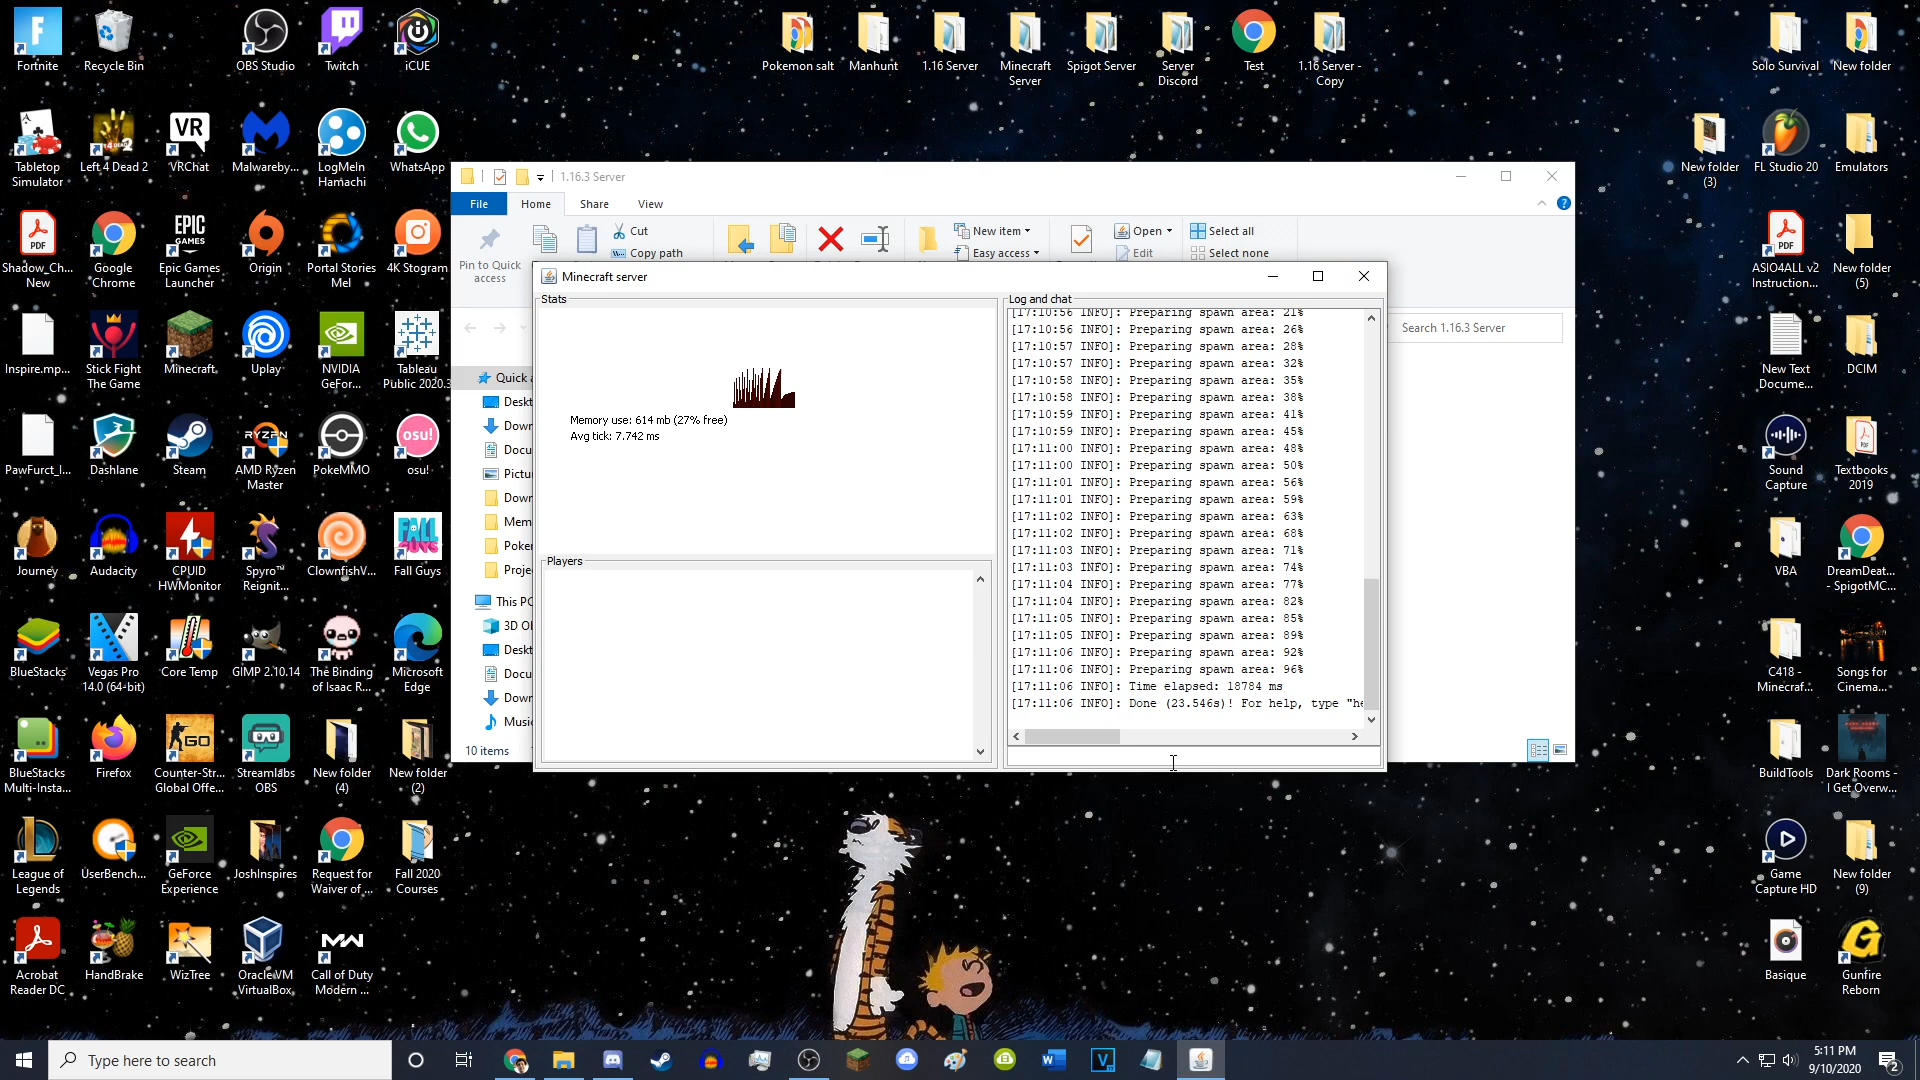 Fortnite
Recycle Bin
OBS Studio
Twitch
iCUE
Pokemon salt
Manhunt
1.16 Server
Minecraft
Server
Spigot Server
Server
Discord
Test
1.16 Server -
Copy
Solo Survival
New folder
Tabletop
Simulator
Left 4 Dead 2
VRChat
Malwareby...
LogMeIn
Hamachi
WhatsApp
New folder
(3)
FL Studio 20
Emulators
Shadow_Ch...
New
Google
Chrome
Epic Games
Launcher
Origin
Portal Stories
Mel
4K Stogram
ASIO4ALL v2
Instruction...
New folder
(5)
Inspire.mp...
Stick Fight
The Game
Minecraft
Uplay
NVIDIA
GeFor...
Tableau
Public 2020.3
New Text
Docume...
DCIM
PawFurct_I...
Dashlane
Steam
AMD Ryzen
Master
PokeMMO
osu!
Sound
Capture
Textbooks
2019
Journey
Audacity
CPUID
HWMonitor
Spyro™
Reignit...
ClownfishV...
Fall Guys
VBA
DreamDeat...
- SpigotMC...
BlueStacks
Vegas Pro
14.0 (64-bit)
Core Temp
GIMP 2.10.14
The Binding
of Isaac R...
Microsoft
Edge
C418 -
Minecraf...
Songs for
Cinema...
BlueStacks
Multi-Insta...
Firefox
Counter-Str...
Global Offe...
Streamlabs
OBS
New folder
(4)
New folder
(2)
BuildTools
Dark Rooms -
I Get Overw...
League of
Legends
UserBench...
GeForce
Experience
JoshInspires
Request for
Waiver of ...
Fall 2020
Courses
Game
Capture HD
New folder
(9)
Acrobat
Reader DC
HandBrake
WizTree
Oracle VM
VirtualBox
Call of Duty
Modern ...
Basique
Gunfire
Reborn
1.16.3 Server
File
Home
Share
View
Pin to Quick
access
Cut
Copy path
New item
Easy access
Open
Edit
Select all
Select none
Search 1.16.3 Server
Quick a
Deskt
Down
Docu
Pictu
Down
Mem
Poke
Proje
This PC
3D O
Deskt
Docu
Down
Music
10 items
Minecraft server
Stats
Memory use: 614 mb (27% free)
Avg tick: 7.742 ms
Players
Log and chat
[17:10:56 INFO]: Preparing spawn area: 21%
[17:10:56 INFO]: Preparing spawn area: 26%
[17:10:57 INFO]: Preparing spawn area: 28%
[17:10:57 INFO]: Preparing spawn area: 32%
[17:10:58 INFO]: Preparing spawn area: 35%
[17:10:58 INFO]: Preparing spawn area: 38%
[17:10:59 INFO]: Preparing spawn area: 41%
[17:10:59 INFO]: Preparing spawn area: 45%
[17:11:00 INFO]: Preparing spawn area: 48%
[17:11:00 INFO]: Preparing spawn area: 50%
[17:11:01 INFO]: Preparing spawn area: 56%
[17:11:01 INFO]: Preparing spawn area: 59%
[17:11:02 INFO]: Preparing spawn area: 63%
[17:11:02 INFO]: Preparing spawn area: 68%
[17:11:03 INFO]: Preparing spawn area: 71%
[17:11:03 INFO]: Preparing spawn area: 74%
[17:11:04 INFO]: Preparing spawn area: 77%
[17:11:04 INFO]: Preparing spawn area: 82%
[17:11:05 INFO]: Preparing spawn area: 85%
[17:11:05 INFO]: Preparing spawn area: 89%
[17:11:06 INFO]: Preparing spawn area: 92%
[17:11:06 INFO]: Preparing spawn area: 96%
[17:11:06 INFO]: Time elapsed: 18784 ms
[17:11:06 INFO]: Done (23.546s)! For help, type "he
Type here to search
5:11 PM
9/10/2020
2